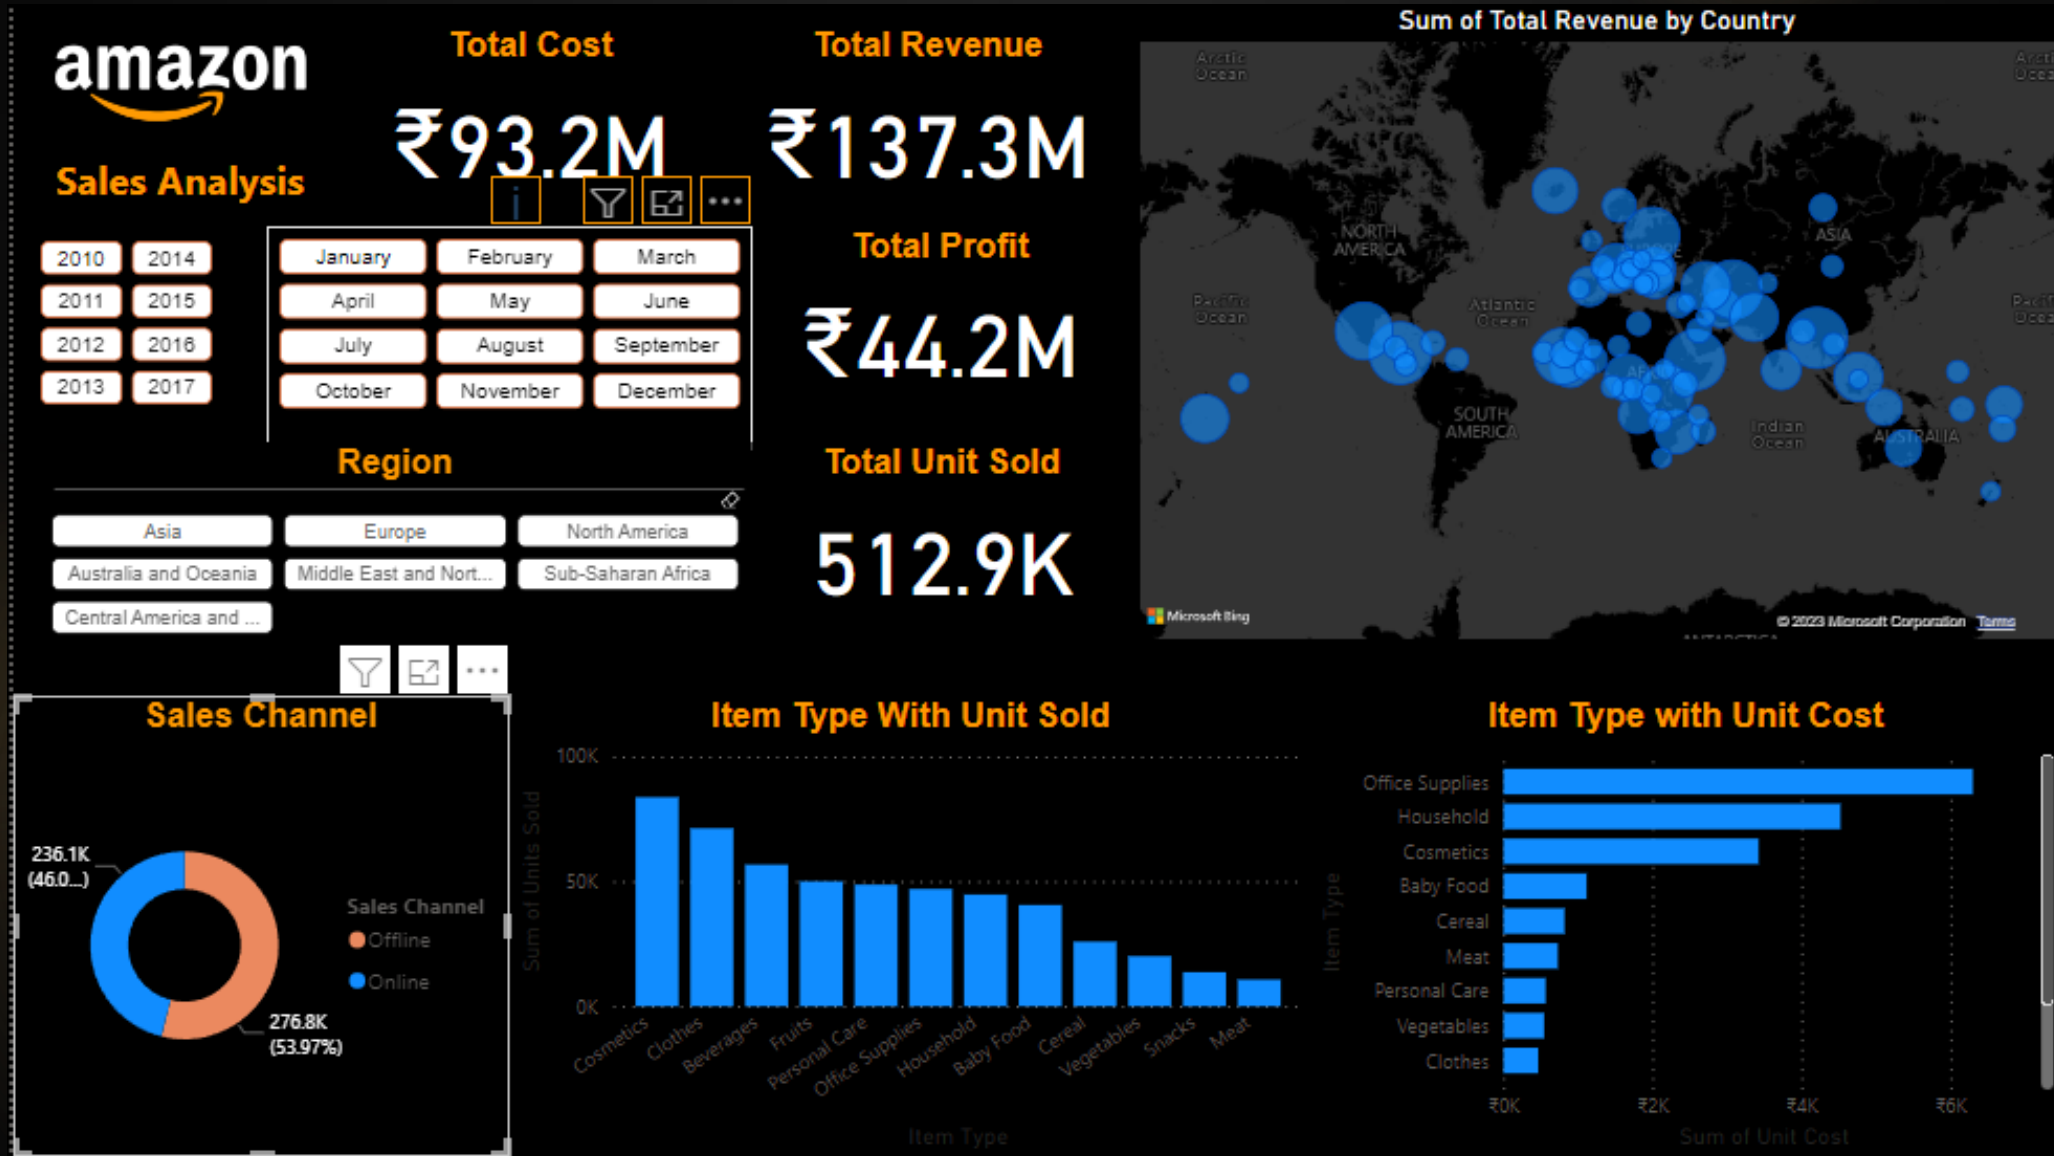 amazon
Sales Analysis
Total Cost
₹93.2M
Total Revenue
₹137.3M
Total Profit
₹44.2M
Total Unit Sold
512.9K
2010 2014
2011 2015
2012 2016
2013 2017
January February March
April May June
July August September
October November December
Region
Asia Europe North America
Australia and Oceania Middle East and Nort... Sub-Saharan Africa
Central America and ...
Sum of Total Revenue by Country
Arctic
Ocean
NORTH
AMERICA
ASIA
Pacific
Ocean
Atlantic
Ocean
SOUTH
AMERICA
Indian
Ocean
AUSTRALIA
Microsoft Bing
© 2023 Microsoft Corporation Terms
Sales Channel
236.1K
(46.0...)
276.8K
(53.97%)
Sales Channel
Offline
Online
Item Type With Unit Sold
Sum of Units Sold
100K
50K
0K
Cosmetics
Clothes
Beverages
Fruits
Personal Care
Office Supplies
Household
Baby Food
Cereal
Vegetables
Snacks
Meat
Item Type
Item Type with Unit Cost
Item Type
Office Supplies
Household
Cosmetics
Baby Food
Cereal
Meat
Personal Care
Vegetables
Clothes
₹0K ₹2K ₹4K ₹6K
Sum of Unit Cost